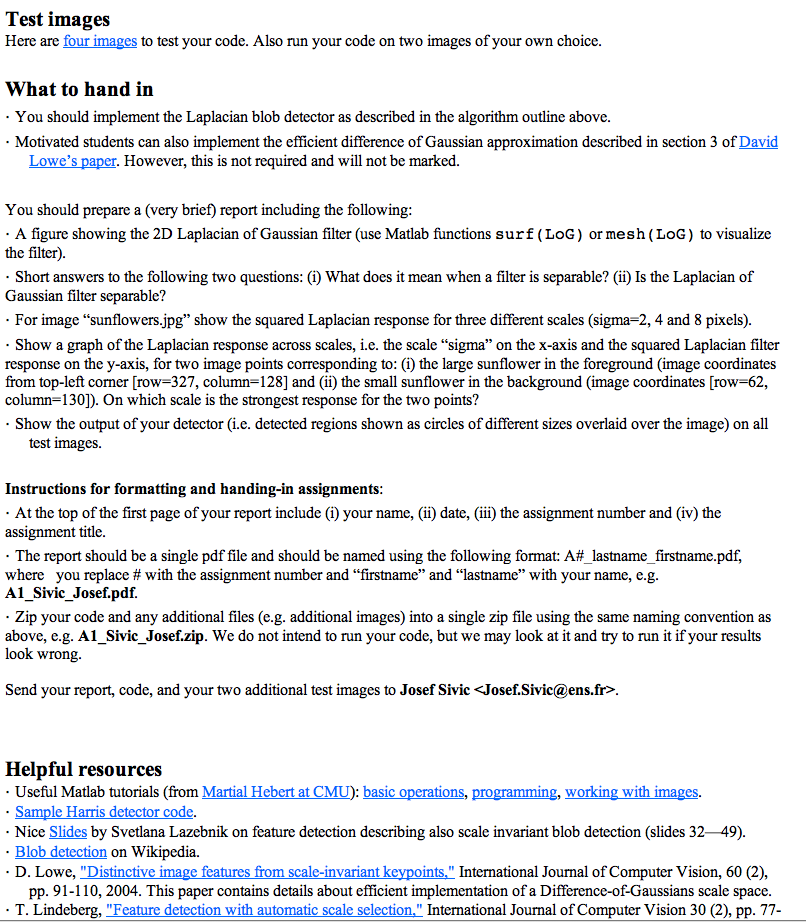 Test images
Here are four images to test your code. Also run your code on two images of your own choice.
What to hand in
· You should implement the Laplacian blob detector as described in the algorithm outline above.
· Motivated students can also implement the efficient difference of Gaussian approximation described in section 3 of David
Lowe’s paper. However, this is not required and will not be marked.
You should prepare a (very brief) report including the following:
· A figure showing the 2D Laplacian of Gaussian filter (use Matlab functions surf(LoG) or mesh(LoG) to visualize
the filter).
· Short answers to the following two questions: (i) What does it mean when a filter is separable? (ii) Is the Laplacian of
Gaussian filter separable?
· For image “sunflowers.jpg” show the squared Laplacian response for three different scales (sigma=2, 4 and 8 pixels).
· Show a graph of the Laplacian response across scales, i.e. the scale “sigma” on the x-axis and the squared Laplacian filter
response on the y-axis, for two image points corresponding to: (i) the large sunflower in the foreground (image coordinates
from top-left corner [row=327, column=128] and (ii) the small sunflower in the background (image coordinates [row=62,
column=130]). On which scale is the strongest response for the two points?
· Show the output of your detector (i.e. detected regions shown as circles of different sizes overlaid over the image) on all
test images.
Instructions for formatting and handing-in assignments:
· At the top of the first page of your report include (i) your name, (ii) date, (iii) the assignment number and (iv) the
assignment title.
· The report should be a single pdf file and should be named using the following format: A#_lastname_firstname.pdf,
where you replace # with the assignment number and “firstname” and “lastname” with your name, e.g.
A1_Sivic_Josef.pdf.
· Zip your code and any additional files (e.g. additional images) into a single zip file using the same naming convention as
above, e.g. A1_Sivic_Josef.zip. We do not intend to run your code, but we may look at it and try to run it if your results
look wrong.
Send your report, code, and your two additional test images to Josef Sivic <Josef.Sivic@ens.fr>.
Helpful resources
· Useful Matlab tutorials (from Martial Hebert at CMU): basic operations, programming, working with images.
· Sample Harris detector code.
· Nice Slides by Svetlana Lazebnik on feature detection describing also scale invariant blob detection (slides 32—49).
· Blob detection on Wikipedia.
· D. Lowe, "Distinctive image features from scale-invariant keypoints," International Journal of Computer Vision, 60 (2),
pp. 91-110, 2004. This paper contains details about efficient implementation of a Difference-of-Gaussians scale space.
· T. Lindeberg, "Feature detection with automatic scale selection," International Journal of Computer Vision 30 (2), pp. 77-